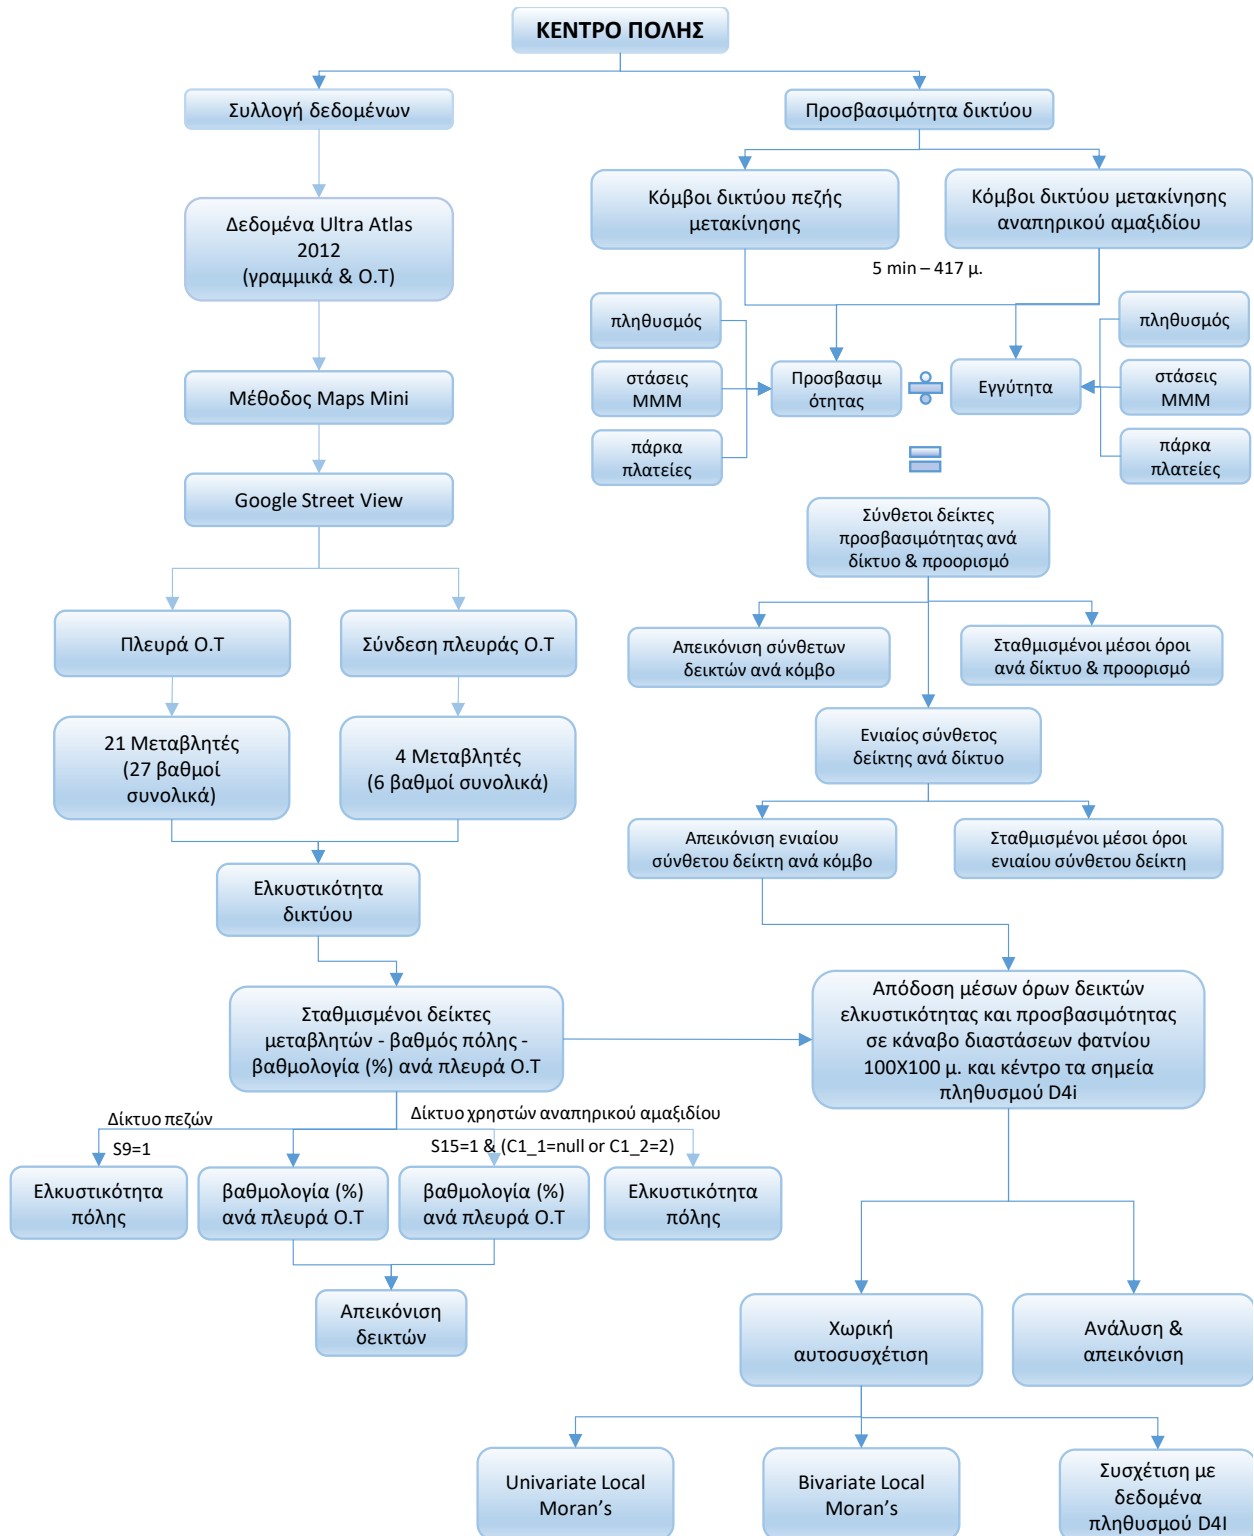 ΚΕΝΤΡΟ ΠΟΛΗΣ
Συλλογή δεδομένων
Προσβασιμότητα δικτύου
Δεδομένα Ultra Atlas
2012
(γραμμικά & Ο.Τ)
Κόμβοι δικτύου πεζής
μετακίνησης
Κόμβοι δικτύου μετακίνησης
αναπηρικού αμαξιδίου
5 min – 417 μ.
πληθυσμός
στάσεις
ΜΜΜ
πάρκα
πλατείες
Προσβασιμ
ότητας
Εγγύτητα
πληθυσμός
στάσεις
ΜΜΜ
πάρκα
πλατείες
Μέθοδος Maps Mini
Google Street View
Σύνθετοι δείκτες
προσβασιμότητας ανά
δίκτυο & προορισμό
Πλευρά Ο.Τ
Σύνδεση πλευράς Ο.Τ
Απεικόνιση σύνθετων
δεικτών ανά κόμβο
Σταθμισμένοι μέσοι όροι
ανά δίκτυο & προορισμό
21 Μεταβλητές
(27 βαθμοί
συνολικά)
4 Μεταβλητές
(6 βαθμοί συνολικά)
Ενιαίος σύνθετος
δείκτης ανά δίκτυο
Απεικόνιση ενιαίου
σύνθετου δείκτη ανά κόμβο
Σταθμισμένοι μέσοι όροι
ενιαίου σύνθετου δείκτη
Ελκυστικότητα
δικτύου
Σταθμισμένοι δείκτες
μεταβλητών - βαθμός πόλης -
βαθμολογία (%) ανά πλευρά Ο.Τ
Απόδοση μέσων όρων δεικτών
ελκυστικότητας και προσβασιμότητας
σε κάναβο διαστάσεων φατνίου
100Χ100 μ. και κέντρο τα σημεία
πληθυσμού D4i
Δίκτυο πεζών
Δίκτυο χρηστών αναπηρικού αμαξιδίου
S9=1
S15=1 & (C1_1=null or C1_2=2)
Ελκυστικότητα
πόλης
βαθμολογία (%)
ανά πλευρά Ο.Τ
βαθμολογία (%)
ανά πλευρά Ο.Τ
Ελκυστικότητα
πόλης
Απεικόνιση
δεικτών
Χωρική
αυτοσυσχέτιση
Ανάλυση &
απεικόνιση
Univariate Local
Moran’s
Bivariate Local
Moran’s
Συσχέτιση με
δεδομένα
πληθυσμού D4I